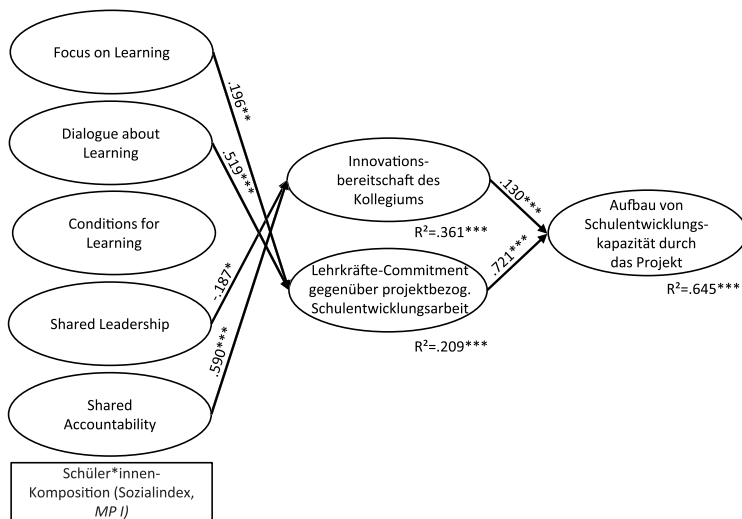 Focus on Learning
.196**
Dialogue about
Learning
.519***
Conditions for
Learning
Shared Leadership
-.187*
Shared
Accountability
.590***
Schüler*innen-
Komposition (Sozialindex,
MP I)
Innovations-
bereitschaft des
Kollegiums
R²=.361***
.130***
Lehrkräfte-Commitment
gegenüber projektbezog.
Schulentwicklungsarbeit
R²=.209***
.721***
Aufbau von
Schulentwicklungs-
kapazität durch
das Projekt
R²=.645***